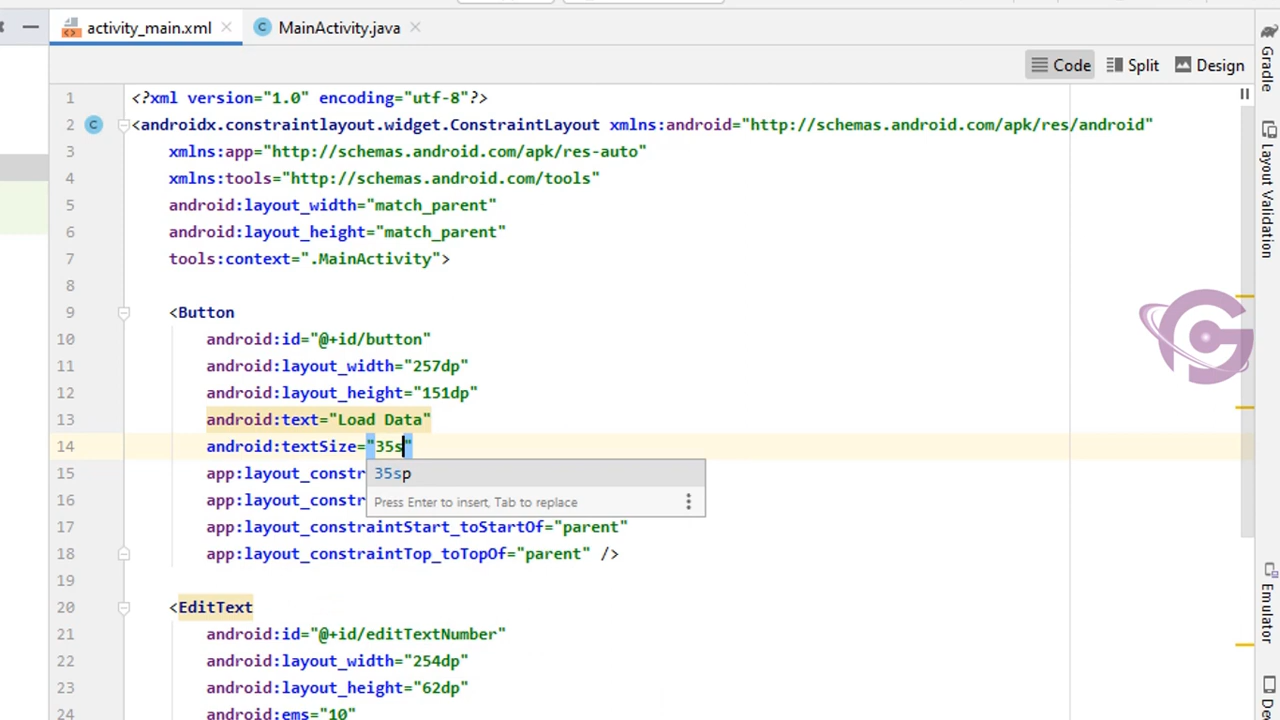 activity_main.xml
MainActivity.java
Code
Split
Design
1 <?xml version="1.0" encoding="utf-8"?>
2 <androidx.constraintlayout.widget.ConstraintLayout xmlns:android="http://schemas.android.com/apk/res/android"
3 xmlns:app="http://schemas.android.com/apk/res-auto"
4 xmlns:tools="http://schemas.android.com/tools"
5 android:layout_width="match_parent"
6 android:layout_height="match_parent"
7 tools:context=".MainActivity">
8
9 <Button
10 android:id="@+id/button"
11 android:layout_width="257dp"
12 android:layout_height="151dp"
13 android:text="Load Data"
14 android:textSize="35s"
15 app:layout_constr
35sp
16 app:layout_constr
Press Enter to insert, Tab to replace
17 app:layout_constraintStart_toStartOf="parent"
18 app:layout_constraintTop_toTopOf="parent" />
19
20 <EditText
21 android:id="@+id/editTextNumber"
22 android:layout_width="254dp"
23 android:layout_height="62dp"
24 android:ems="10"
Gradle
Layout Validation
Emulator